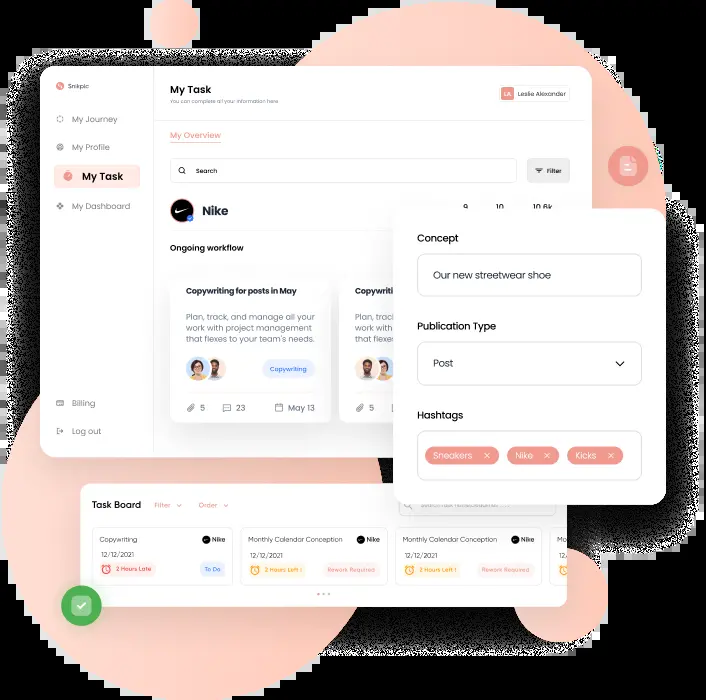 Snikpic
My Journey
My Profile
My Task
My Dashboard
Billing
Log out
My Task
You can complete all your information here
LA Leslie Alexander
My Overview
Search
Filter
Nike
9 10 10.6k
Ongoing workflow
Copywriting for posts in May
Plan, track, and manage all your
work with project management
that flexes to your team's needs.
Copywriting
5 23 May 13
Copywriti
Plan, track
work with
that flexes
5
Concept
Our new streetwear shoe
Publication Type
Post
Hashtags
Sneakers × Nike × Kicks ×
Task Board Filter Order
Copywriting Nike
12/12/2021
2 Hours Late To Do
Monthly Calendar Conception Nike
12/12/2021
2 Hours Left ! Rework Required
Monthly Calendar Conception Nike
12/12/2021
2 Hours Left ! Rework Required
Mo
12/